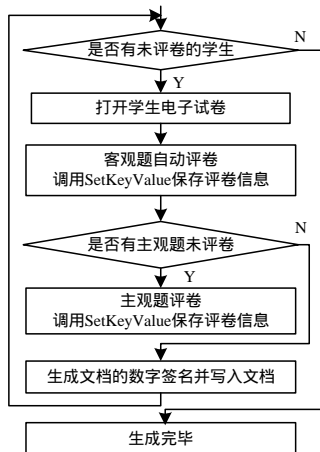 是否有未评卷的学生
N
Y
打开学生电子试卷
客观题自动评卷
调用SetKeyValue保存评卷信息
N
是否有主观题未评卷
Y
主观题评卷
调用SetKeyValue保存评卷信息
生成文档的数字签名并写入文档
生成完毕